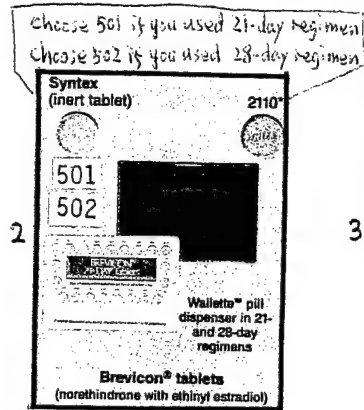 Choose 501 if you used 21-day regimen
Choose 502 if you used 28-day regimen
Syntex
(inert tablet)
2110*
501
502
2
3
BREVICON®
Wallette™ pill
dispenser in 21-
and 28-day
regimens
Brevicon® tablets
(norethindrone with ethinyl estradiol)